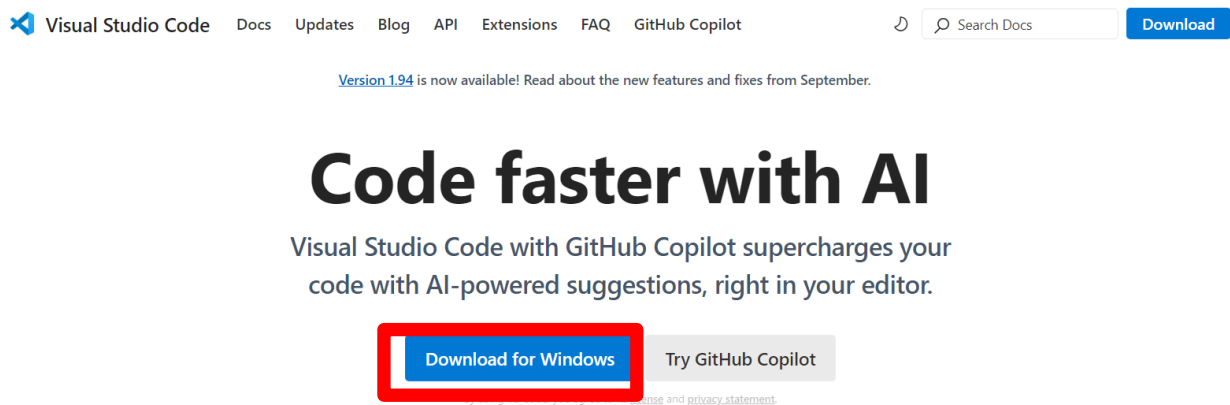 Visual Studio Code Docs Updates Blog API Extensions FAQ GitHub Copilot Search Docs Download
Version 1.94 is now available! Read about the new features and fixes from September.
Code faster with AI
Visual Studio Code with GitHub Copilot supercharges your
code with AI-powered suggestions, right in your editor.
Download for Windows Try GitHub Copilot
and privacy statement.